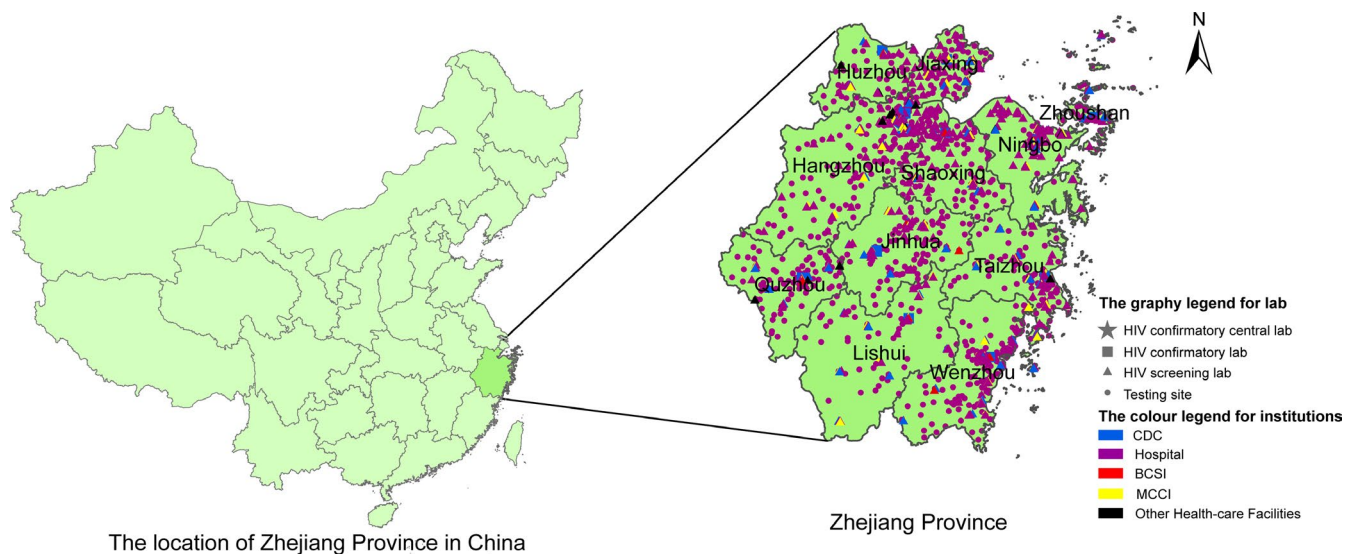 N
Huzhou
Jiaxing
Zhoushan
Ningbo
Hangzhou
Shaoxing
Jinhua
Taizhou
Quzhou
Lishui
Wenzhou
The graphy legend for lab
HIV confirmatory central lab
HIV confirmatory lab
HIV screening lab
Testing site
The colour legend for institutions
CDC
Hospital
BCSI
MCCI
Other Health-care Facilities
Zhejiang Province
The location of Zhejiang Province in China